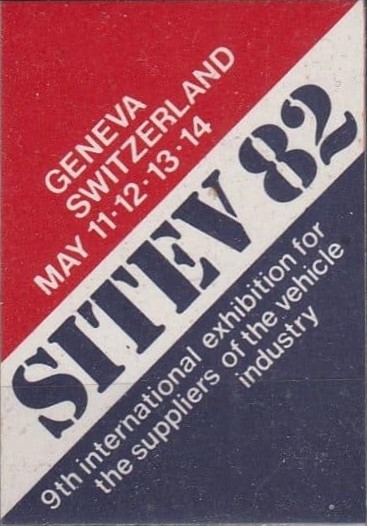 GENEVA
SWITZERLAND
MAY 11·12·13·14
SITEV 82
9th international exhibition for
the suppliers of the vehicle
industry